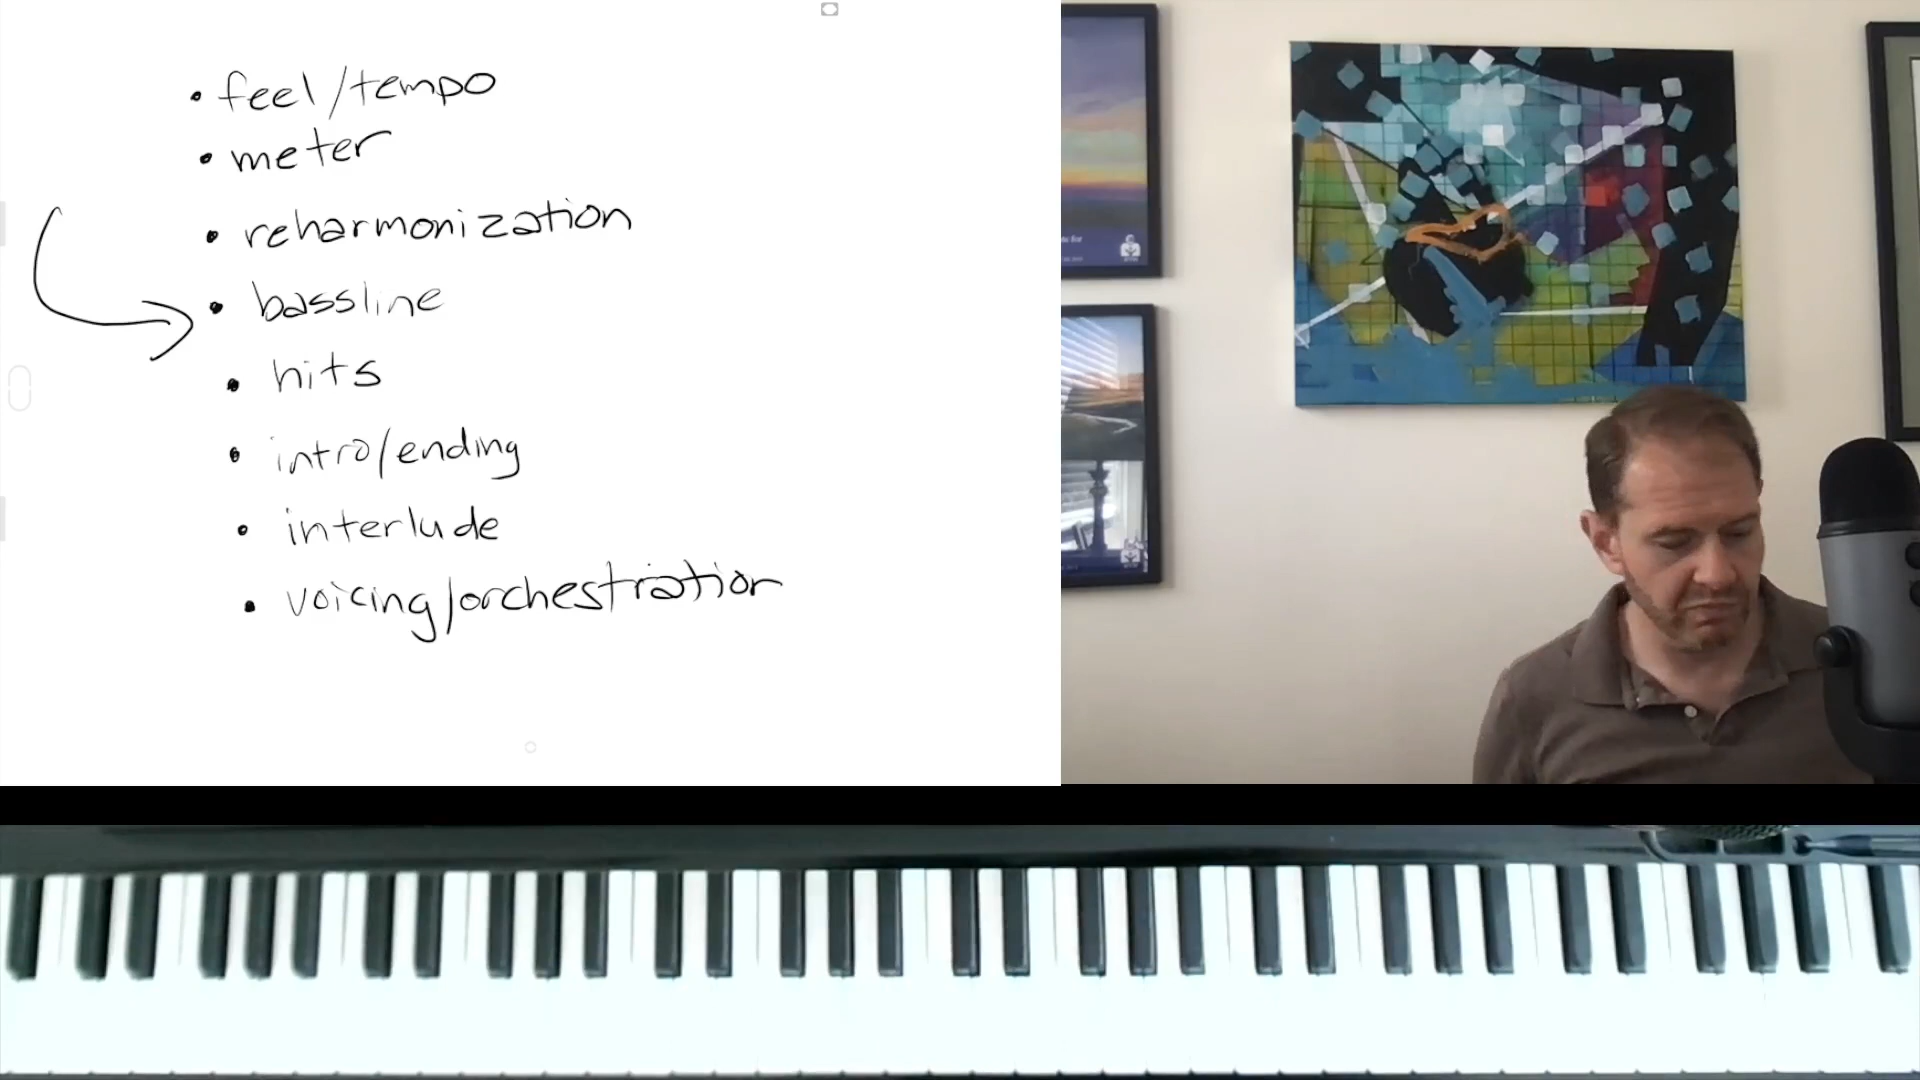 • feel/tempo
• meter
• reharmonization
• bassline
• hits
• intro/ending
• interlude
• voicing/orchestration